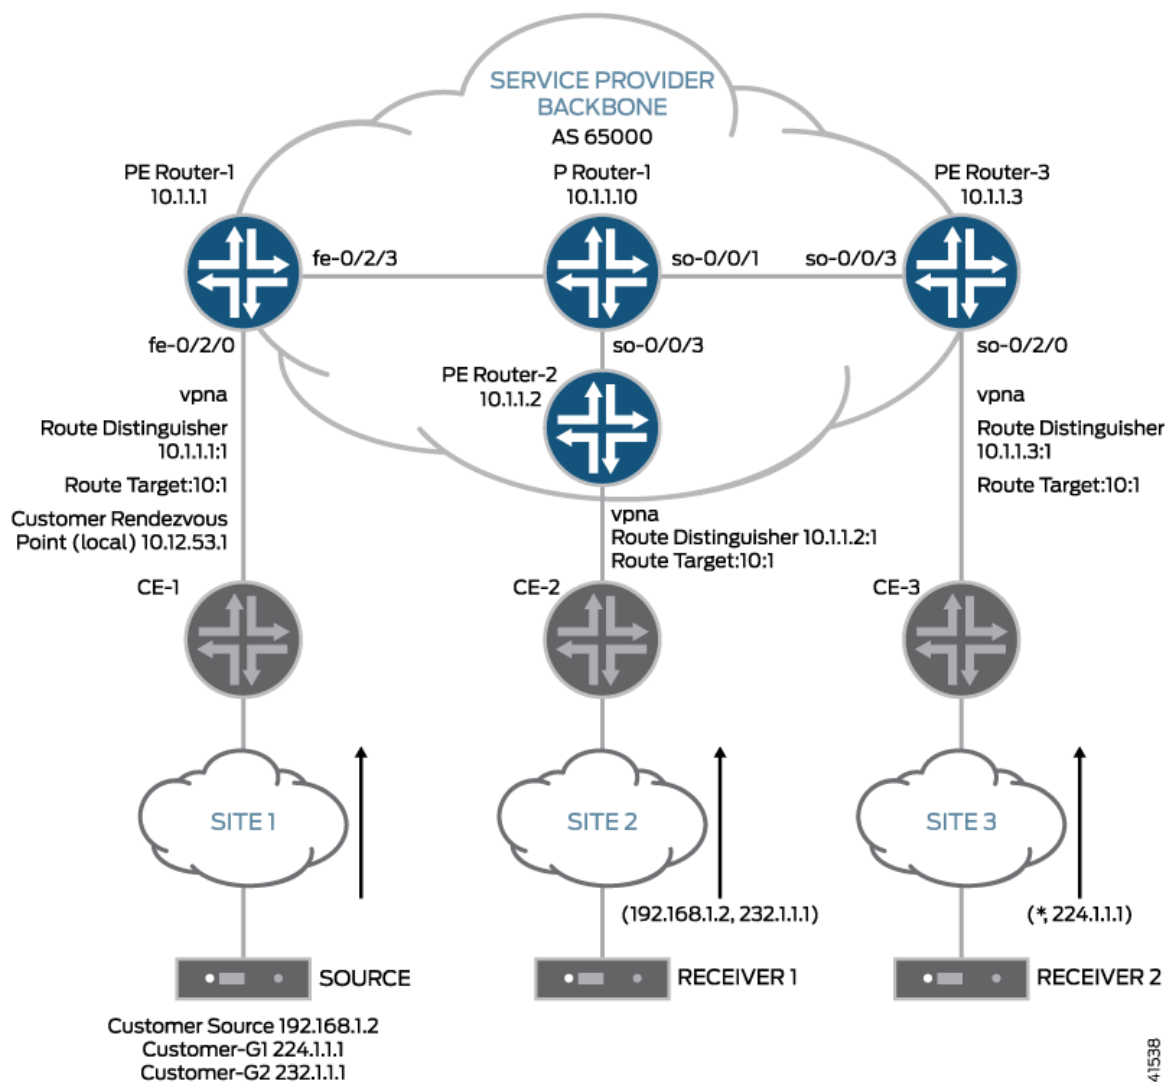 SERVICE PROVIDER
BACKBONE
AS 65000
PE Router-1
10.1.1.1
P Router-1
10.1.1.10
PE Router-3
10.1.1.3
fe-0/2/3
so-0/0/1
so-0/0/3
fe-0/2/0
so-0/0/3
so-0/2/0
PE Router-2
10.1.1.2
vpna
Route Distinguisher
10.1.1.1:1
Route Target:10:1
Customer Rendezvous
Point (local) 10.12.53.1
vpna
Route Distinguisher
10.1.1.3:1
Route Target:10:1
vpna
Route Distinguisher 10.1.1.2:1
Route Target:10:1
CE-1
CE-2
CE-3
SITE 1
SITE 2
SITE 3
(192.168.1.2, 232.1.1.1)
(*, 224.1.1.1)
SOURCE
RECEIVER 1
RECEIVER 2
Customer Source 192.168.1.2
Customer-G1 224.1.1.1
Customer-G2 232.1.1.1
41538